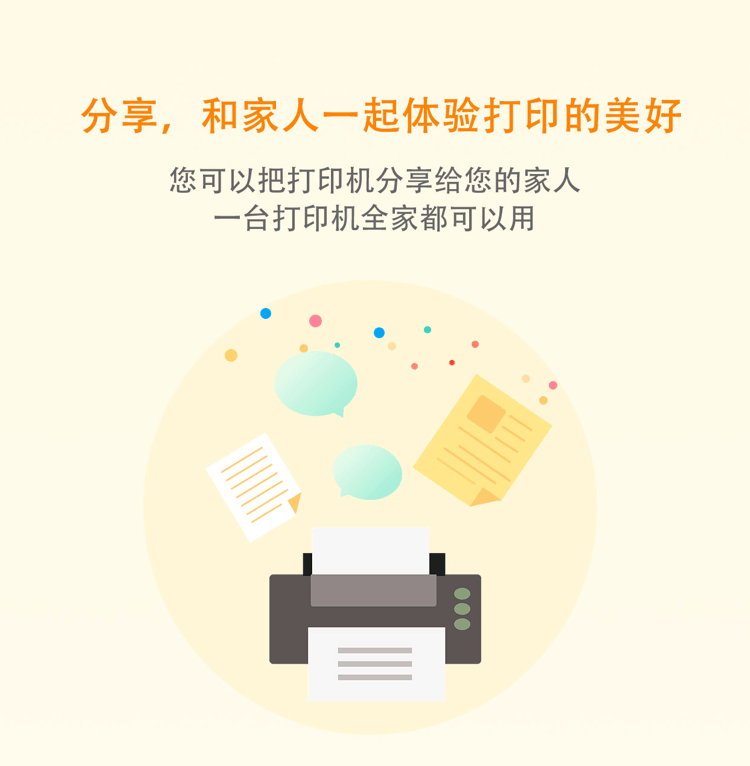 分享，和家人一起体验打印的美好
您可以把打印机分享给您的家人
一台打印机全家都可以用